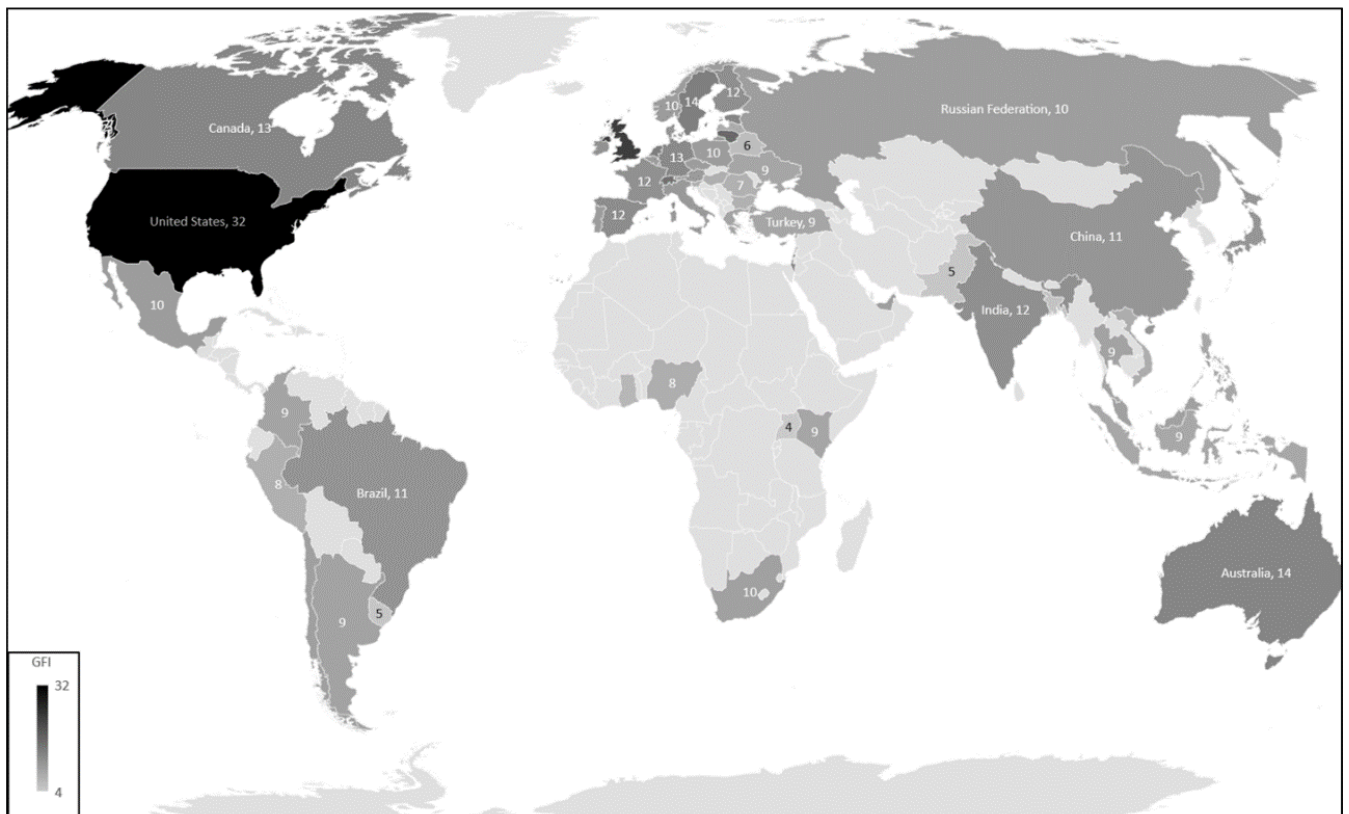 10
14
12
Russian Federation, 10
Canada, 13
6
13
10
9
12
7
United States, 32
12
Turkey, 9
China, 11
5
10
India, 12
9
8
9
4
9
9
8
Brazil, 11
Australia, 14
10
5
9
GFI
32
4